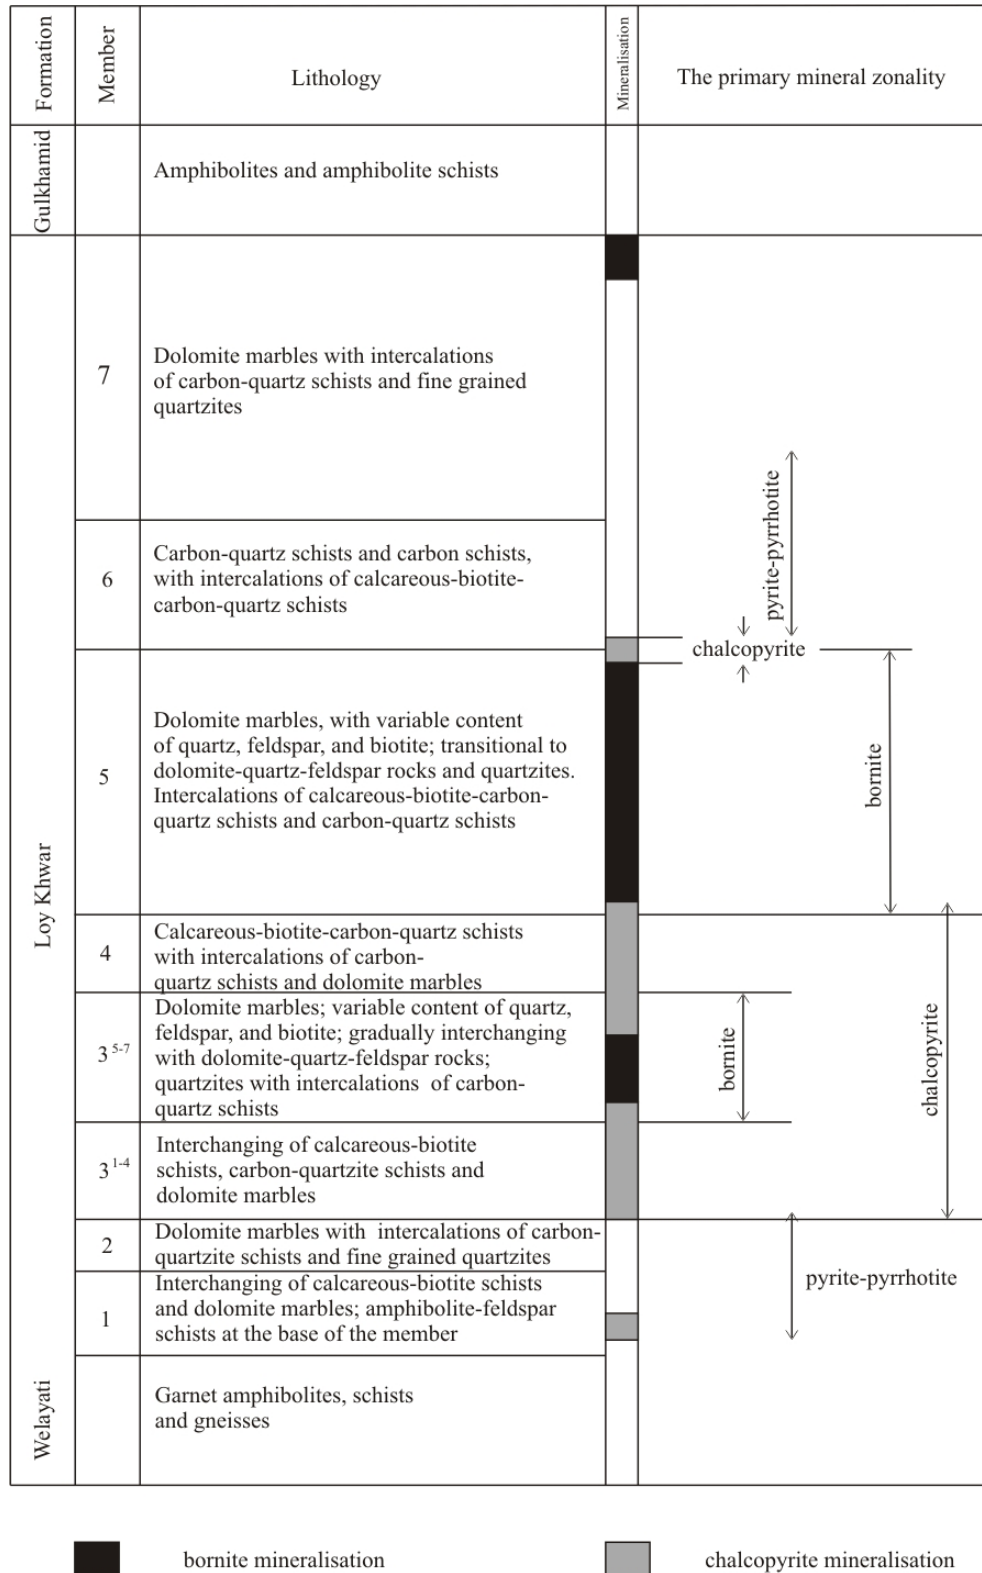 Formation
Member
Lithology
Mineralisation
The primary mineral zonality
Gulkhamid
Amphibolites and amphibolite schists
Loy Khwar
7
Dolomite marbles with intercalations
of carbon-quartz schists and fine grained
quartzites
6
Carbon-quartz schists and carbon schists,
with intercalations of calcareous-biotite-
carbon-quartz schists
pyrite-pyrrhotite
chalcopyrite
5
Dolomite marbles, with variable content
of quartz, feldspar, and biotite; transitional to
dolomite-quartz-feldspar rocks and quartzites.
Intercalations of calcareous-biotite-carbon-
quartz schists and carbon-quartz schists
bornite
4
Calcareous-biotite-carbon-quartz schists
with intercalations of carbon-
quartz schists and dolomite marbles
3 5-7
Dolomite marbles; variable content of quartz,
feldspar, and biotite; gradually interchanging
with dolomite-quartz-feldspar rocks;
quartzites with intercalations of carbon-
quartz schists
bornite
chalcopyrite
3 1-4
Interchanging of calcareous-biotite
schists, carbon-quartzite schists and
dolomite marbles
2
Dolomite marbles with intercalations of carbon-
quartzite schists and fine grained quartzites
1
Interchanging of calcareous-biotite schists
and dolomite marbles; amphibolite-feldspar
schists at the base of the member
pyrite-pyrrhotite
Welayati
Garnet amphibolites, schists
and gneisses
bornite mineralisation
chalcopyrite mineralisation